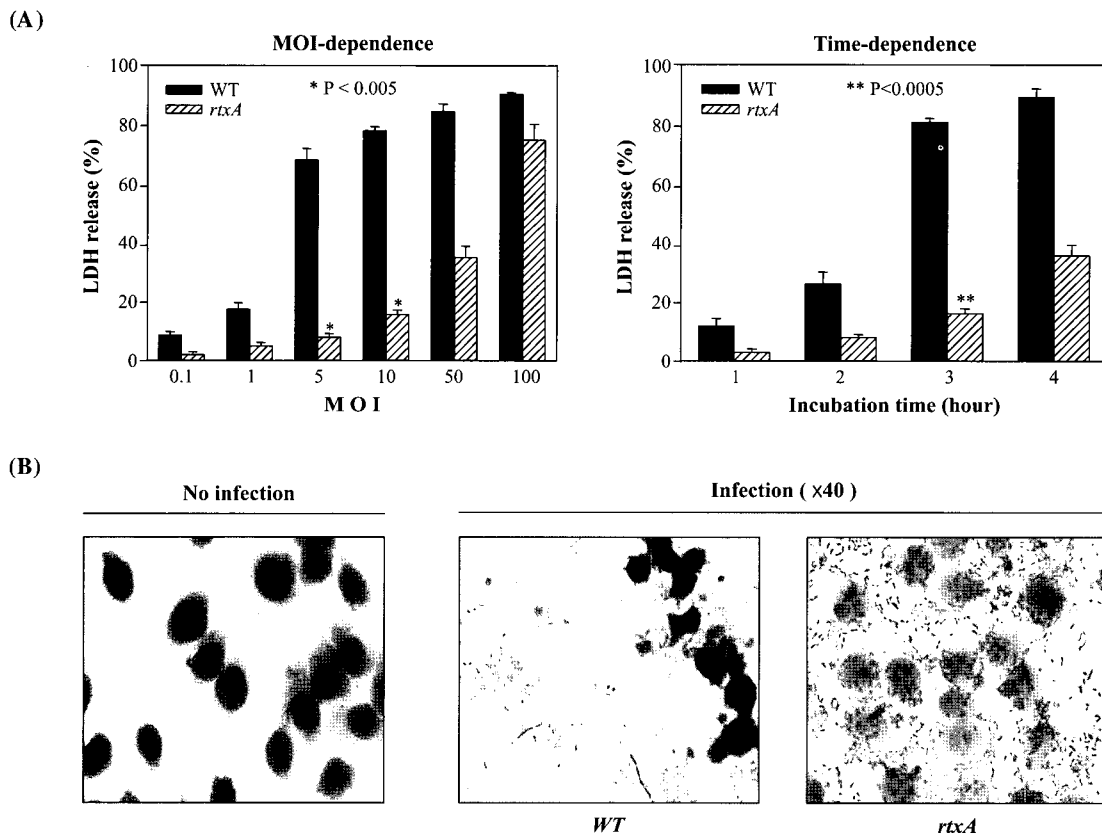 (A)
MOI-dependence
100
80
60
40
20
0
LDH release (%)
WT
rtxA
* P < 0.005
*
*
0.1 1 5 10 50 100
M O I
Time-dependence
100
80
60
40
20
0
LDH release (%)
WT
rtxA
** P<0.0005
**
1 2 3 4
Incubation time (hour)
(B)
No infection
Infection ( ×40 )
WT
rtxA